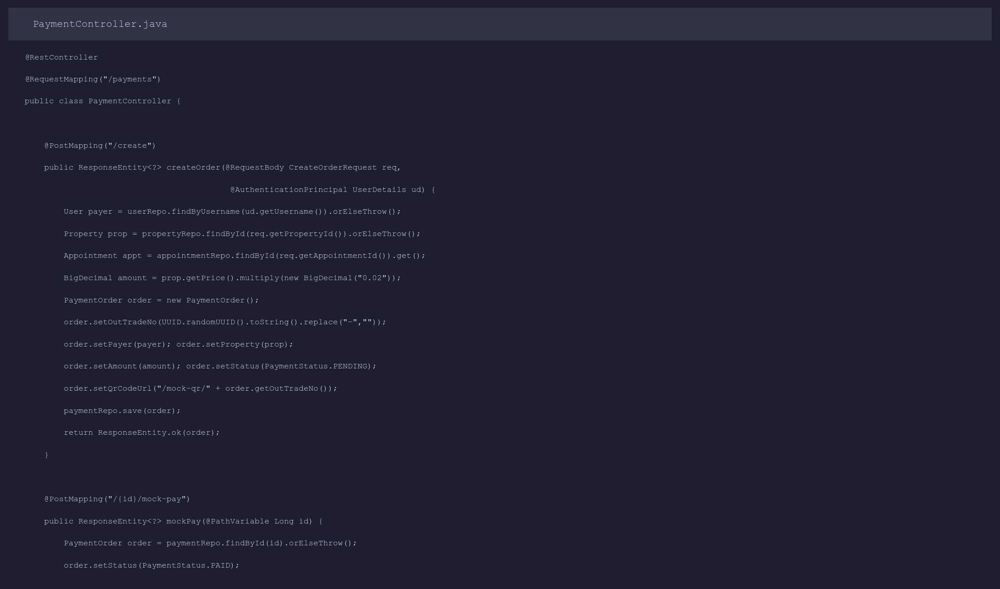 PaymentController.java
@RestController
@RequestMapping("/payments")
public class PaymentController {
@PostMapping("/create")
public ResponseEntity<?> createOrder(@RequestBody CreateOrderRequest req,
@AuthenticationPrincipal UserDetails ud) {
User payer = userRepo.findByUsername(ud.getUsername()).orElseThrow();
Property prop = propertyRepo.findById(req.getPropertyId()).orElseThrow();
Appointment appt = appointmentRepo.findById(req.getAppointmentId()).get();
BigDecimal amount = prop.getPrice().multiply(new BigDecimal("0.02"));
PaymentOrder order = new PaymentOrder();
order.setOutTradeNo(UUID.randomUUID().toString().replace("-",""));
order.setPayer(payer); order.setProperty(prop);
order.setAmount(amount); order.setStatus(PaymentStatus.PENDING);
order.setQrCodeUrl("/mock-qr/" + order.getOutTradeNo());
paymentRepo.save(order);
return ResponseEntity.ok(order);
}
@PostMapping("/{id}/mock-pay")
public ResponseEntity<?> mockPay(@PathVariable Long id) {
PaymentOrder order = paymentRepo.findById(id).orElseThrow();
order.setStatus(PaymentStatus.PAID);